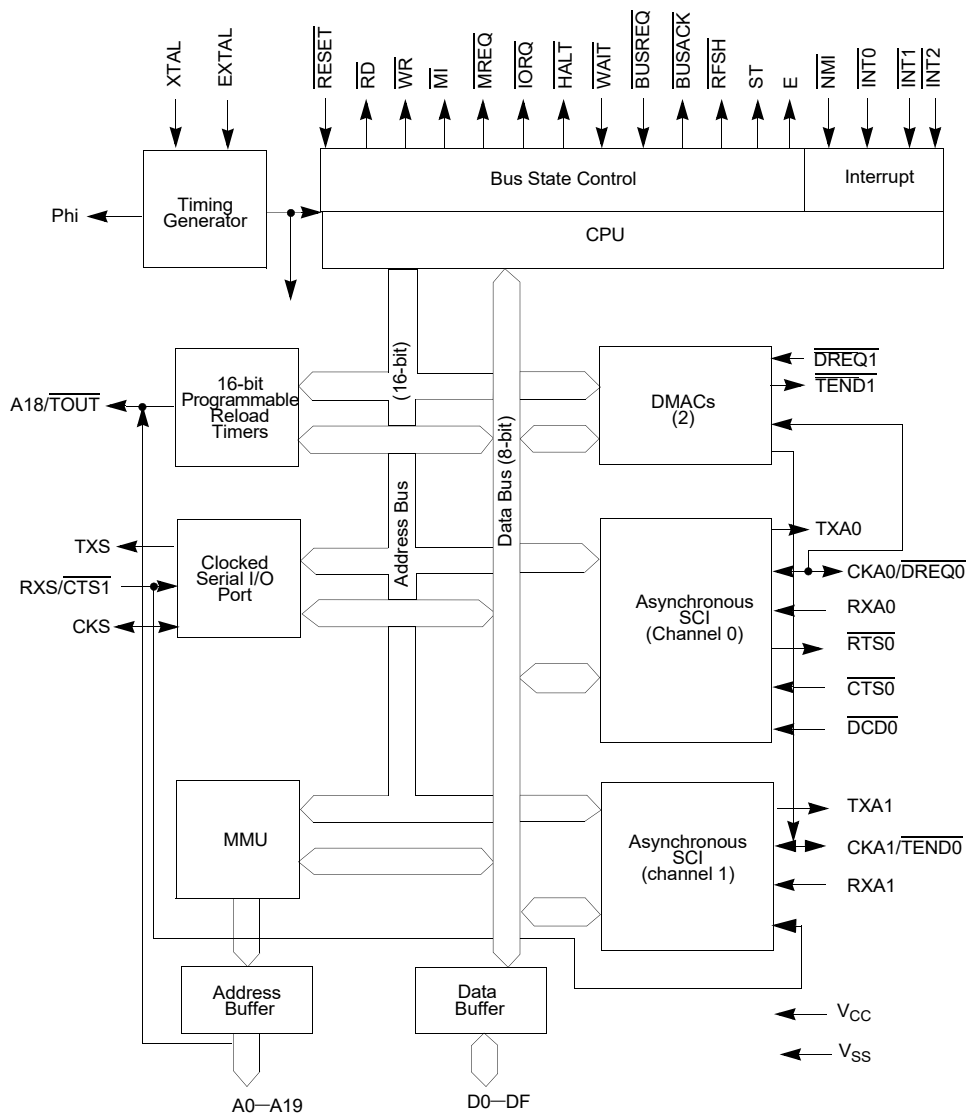 XTAL
EXTAL
RESET
RD
WR
MI
MREQ
IORQ
HALT
WAIT
BUSREQ
BUSACK
RFSH
ST
E
NMI
INT0
INT1
INT2
Timing
Generator
Phi
Bus State Control
Interrupt
CPU
16-bit
Programmable
Reload
Timers
A18/TOUT
(16-bit)
Address Bus
Data Bus (8-bit)
DMACs
(2)
DREQ1
TEND1
Clocked
Serial I/O
Port
TXS
RXS/CTS1
CKS
Asynchronous
SCI
(Channel 0)
TXA0
CKA0/DREQ0
RXA0
RTS0
CTS0
DCD0
MMU
Asynchronous
SCI
(channel 1)
TXA1
CKA1/TEND0
RXA1
Address
Buffer
Data
Buffer
VCC
VSS
A0—A19
D0—DF